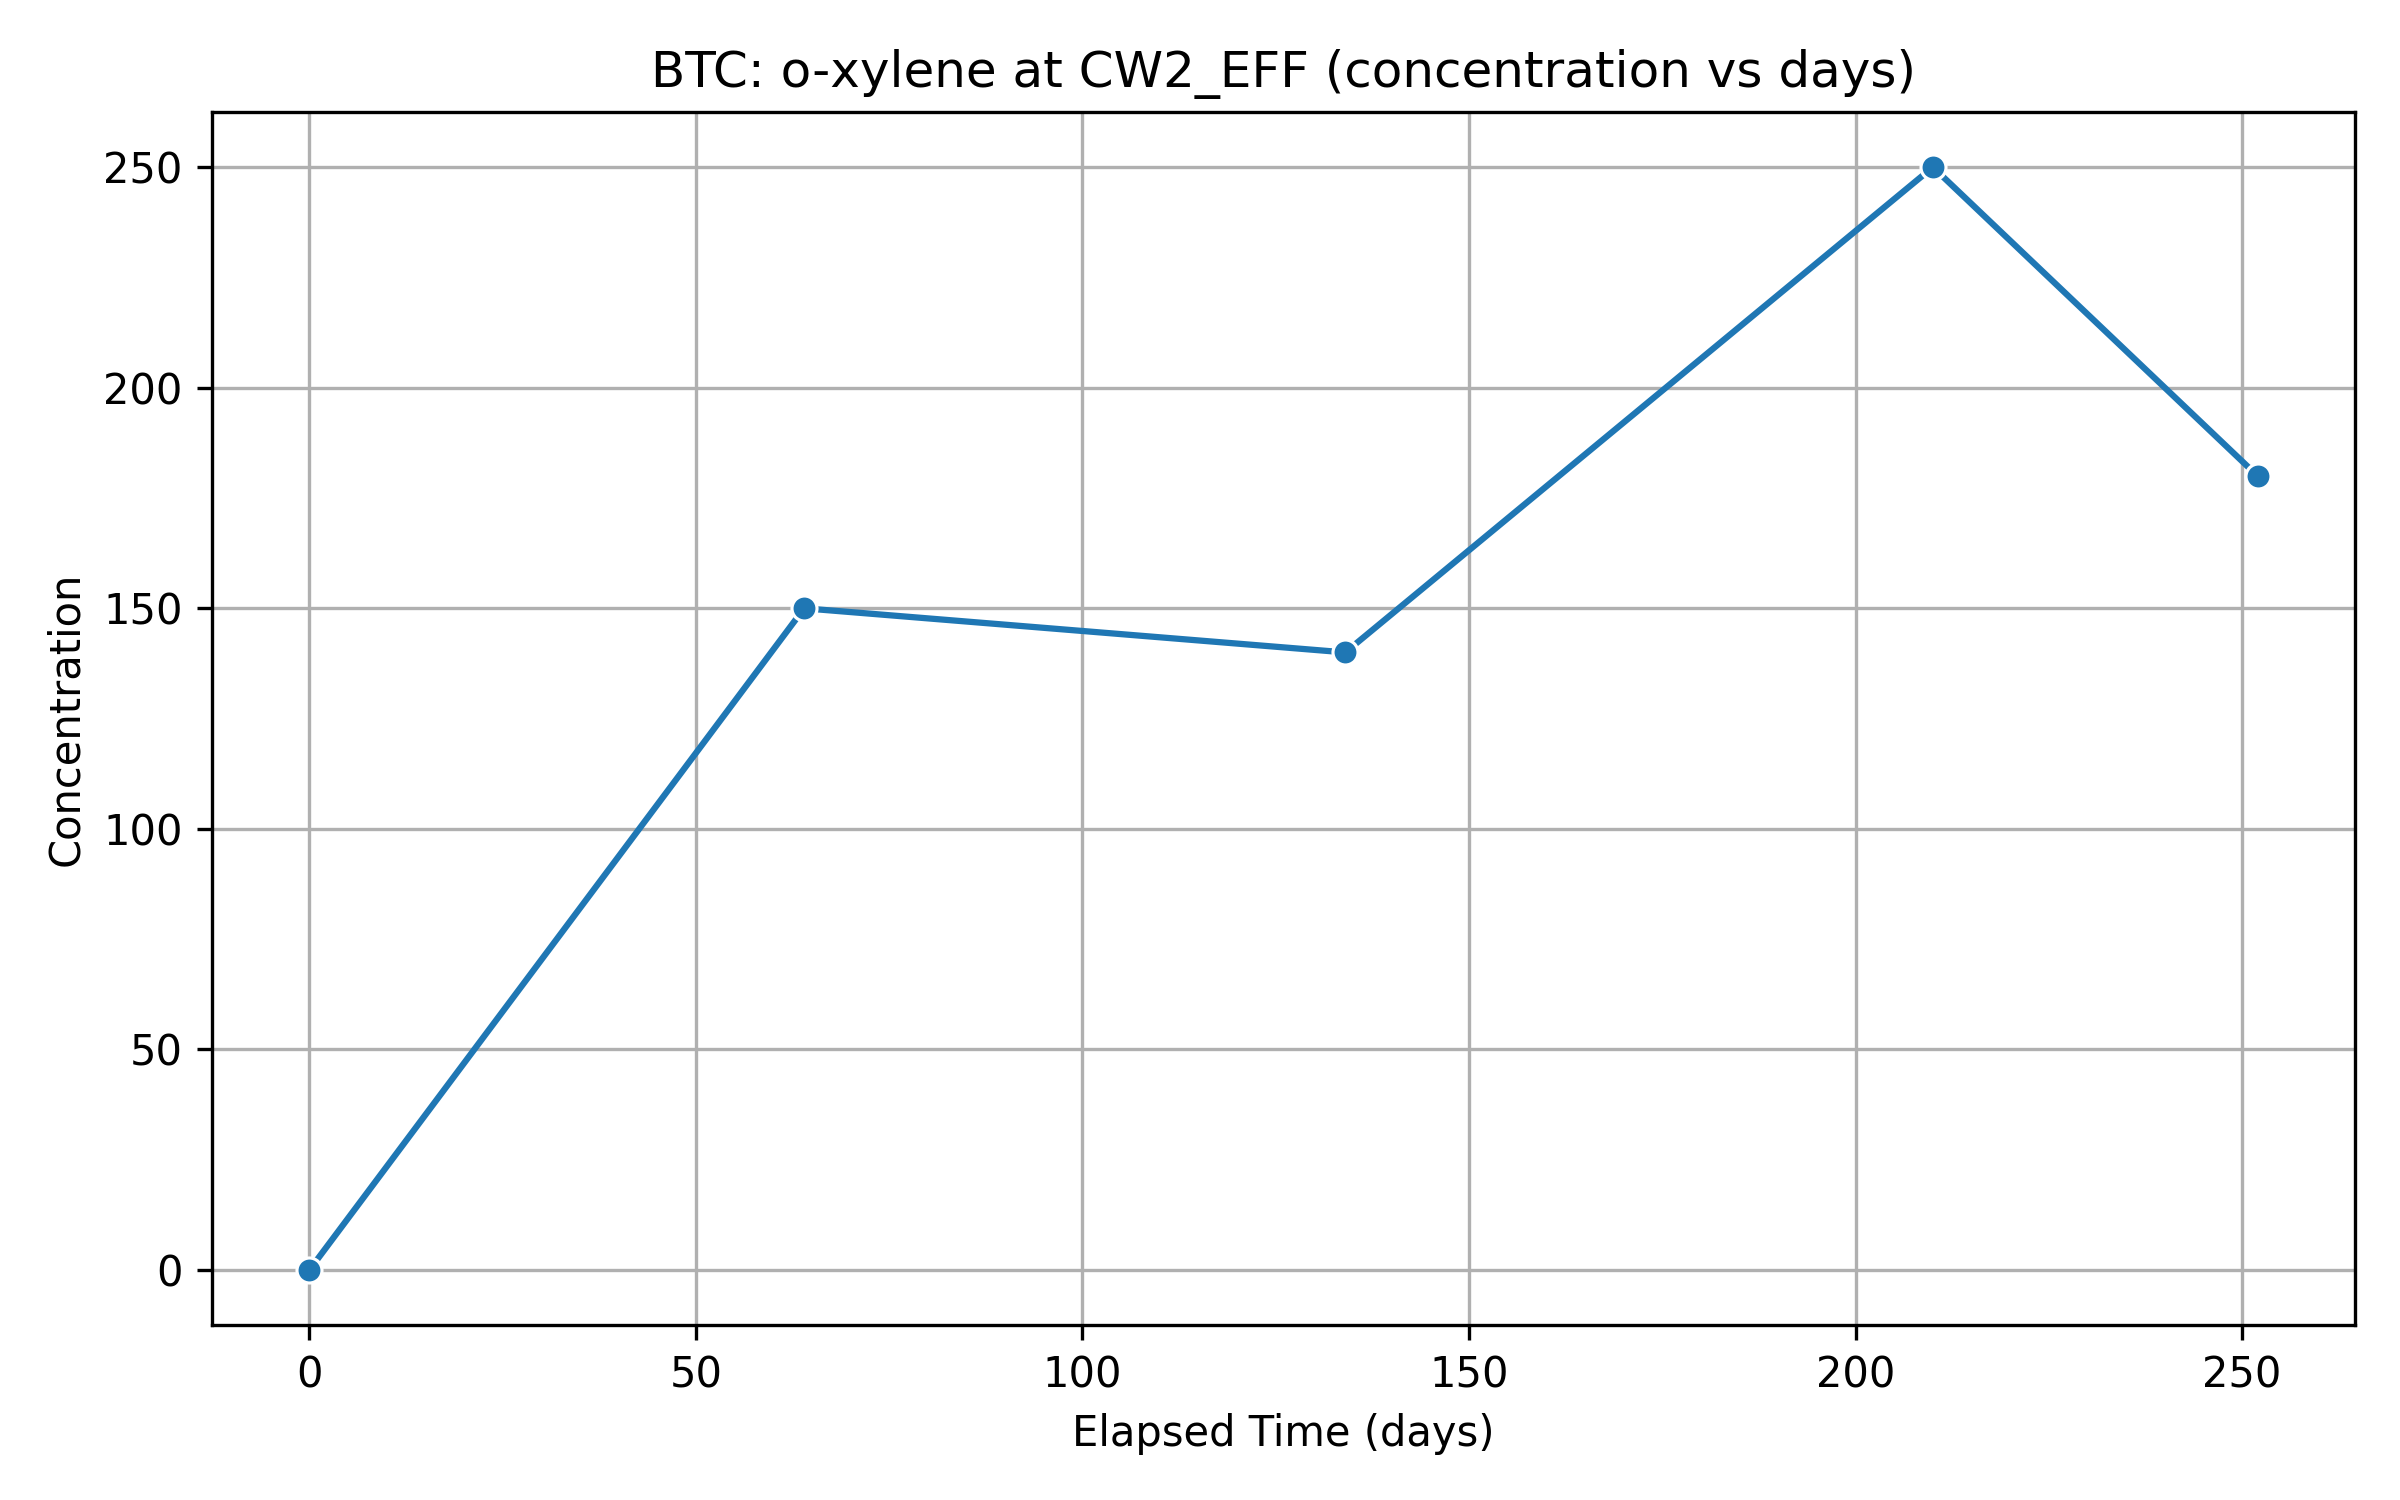 BTC: o-xylene at CW2_EFF (concentration vs days)
250
200
150
100
50
0
Concentration
0 50 100 150 200 250
Elapsed Time (days)